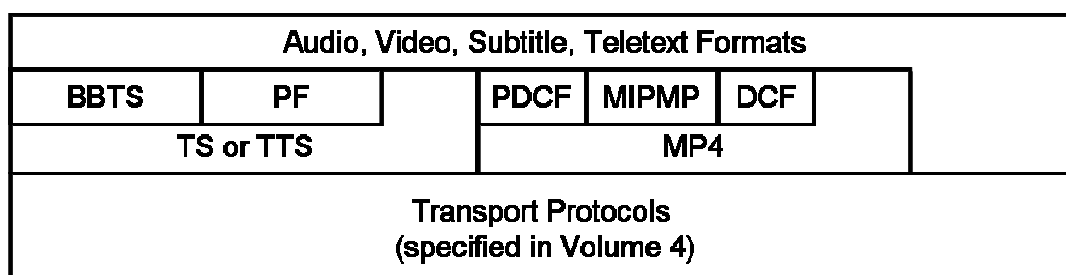 Audio, Video, Subtitle, Teletext Formats
BBTS PF PDCF MIPMP DCF
TS or TTS MP4
Transport Protocols
(specified in Volume 4)